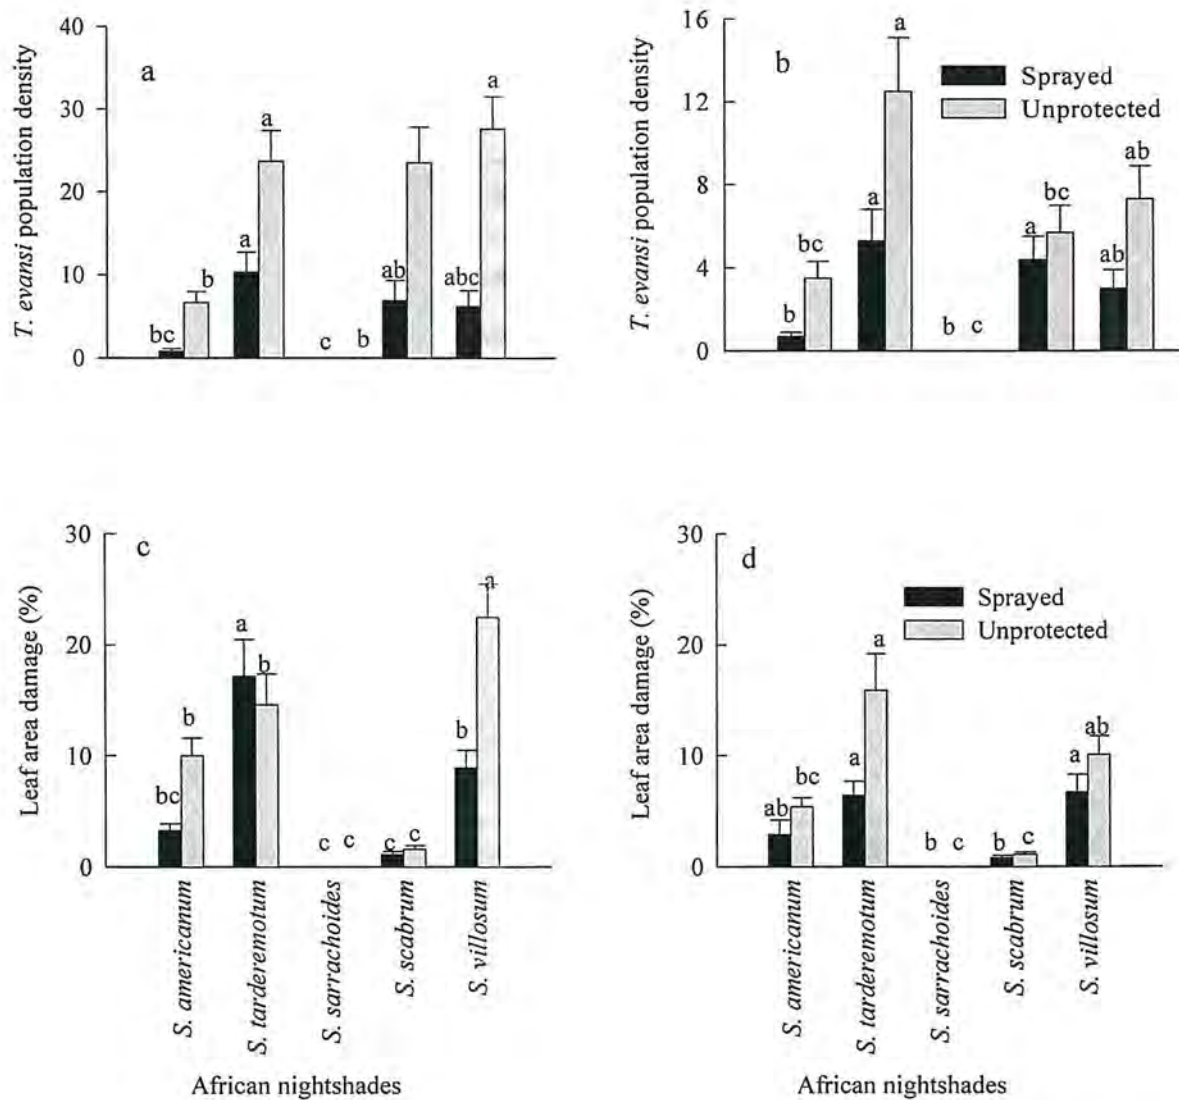 T. evansi population density
40
30
20
10
0
a
bc
b
a
a
c
b
ab
abc
a
T. evansi population density
16
12
8
4
0
b
Sprayed
Unprotected
b
bc
a
a
b
c
a
bc
ab
ab
Leaf area damage (%)
30
20
10
0
c
bc
b
a
b
c
c
c
c
b
a
S. americanum
S. tarderemotum
S. sarrachoides
S. scabrum
S. villosum
African nightshades
Leaf area damage (%)
30
20
10
0
d
Sprayed
Unprotected
ab
bc
a
a
b
c
b
c
a
ab
S. americanum
S. tarderemotum
S. sarrachoides
S. scabrum
S. villosum
African nightshades